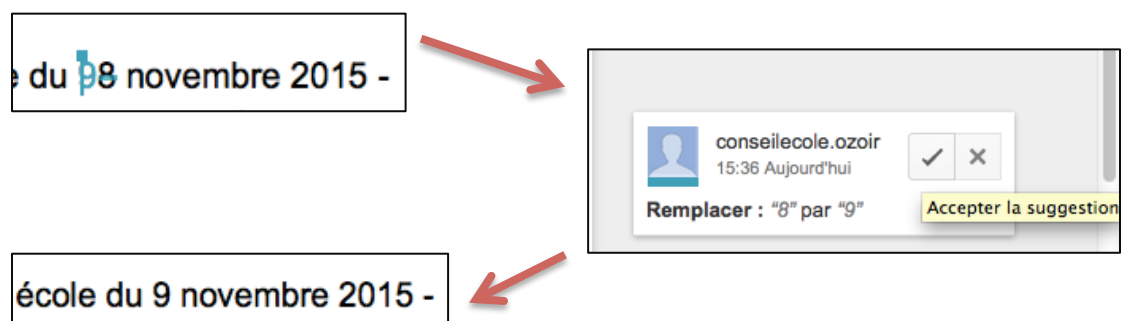 du 98 novembre 2015 -
conseilecole.ozoir
15:36 Aujourd'hui
Remplacer : "8" par "9"
Accepter la suggestion
école du 9 novembre 2015 -